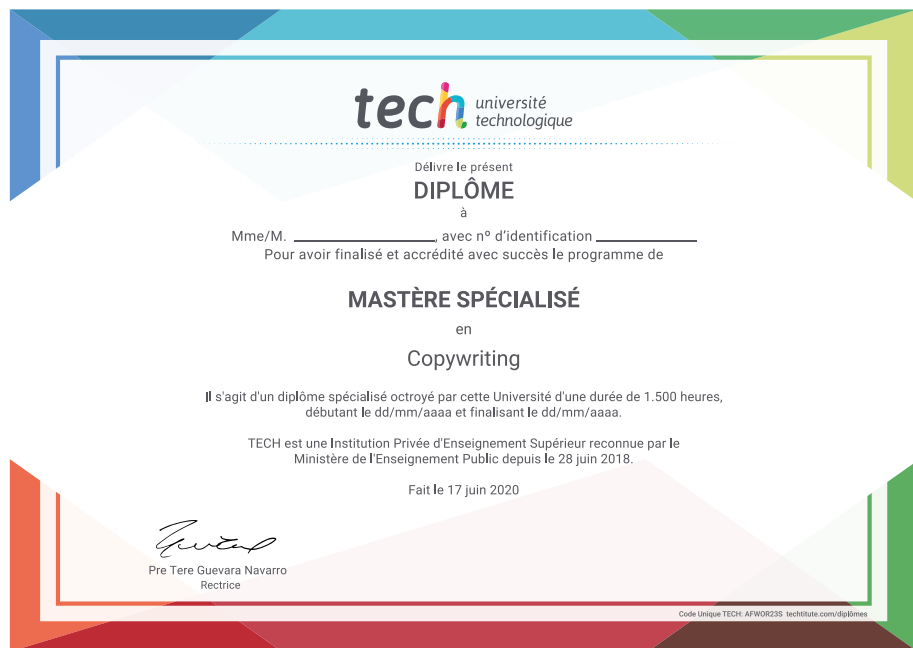 tech université
technologique
Délivre le présent
DIPLÔME
à
Mme/M. ____________, avec nº d'identification ____________
Pour avoir finalisé et accrédité avec succès le programme de
MASTÈRE SPÉCIALISÉ
en
Copywriting
Il s'agit d'un diplôme spécialisé octroyé par cette Université d'une durée de 1.500 heures,
débutant le dd/mm/aaaa et finalisant le dd/mm/aaaa.
TECH est une Institution Privée d'Enseignement Supérieur reconnue par le
Ministère de l'Enseignement Public depuis le 28 juin 2018.
Fait le 17 juin 2020
Pre Tere Guevara Navarro
Rectrice
Code Unique TECH: AFWOR23S techtitute.com/diplômes